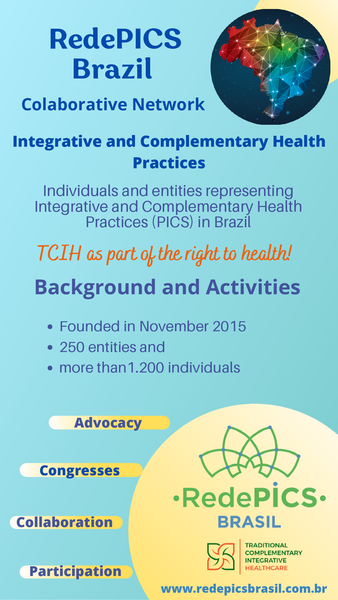 RedePICS
Brazil
Colaborative Network
Integrative and Complementary Health
Practices
Individuals and entities representing
Integrative and Complementary Health
Practices (PICS) in Brazil
TCIH as part of the right to health!
Background and Activities
• Founded in November 2015
• 250 entities and
• more than1.200 individuals
Advocacy
Congresses
Collaboration
Participation
·RedePICS·
BRASIL
TRADITIONAL
COMPLEMENTARY
INTEGRATIVE
HEALTHCARE
www.redepicsbrasil.com.br